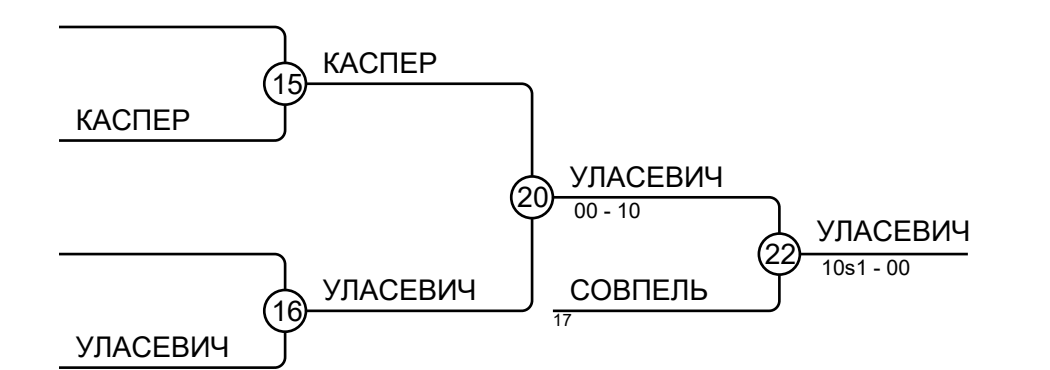 КАСПЕР
15
КАСПЕР
УЛАСЕВИЧ
20
00 - 10
УЛАСЕВИЧ
22
10s1 - 00
УЛАСЕВИЧ
16
СОВПЕЛЬ
17
УЛАСЕВИЧ